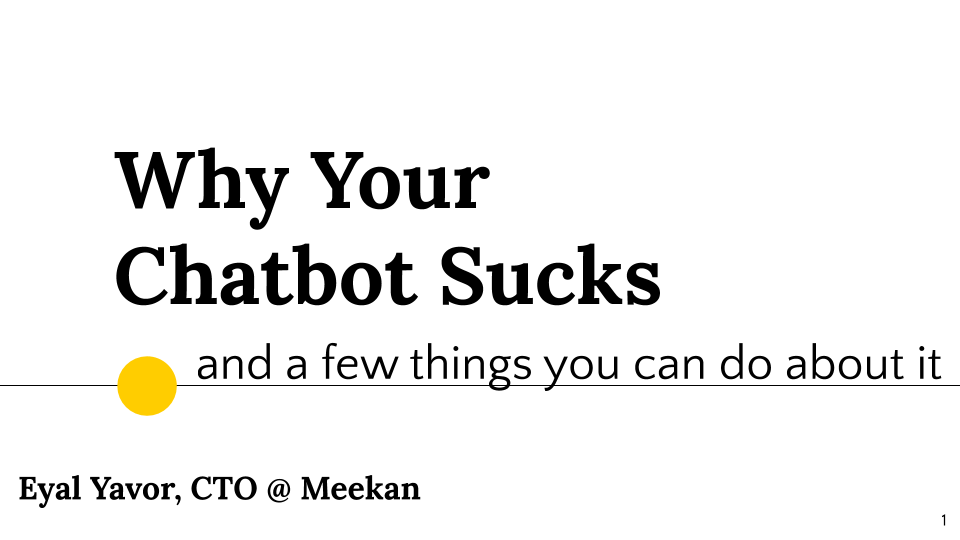 Why Your
Chatbot Sucks
and a few things you can do about it
Eyal Yavor, CTO @ Meekan
1